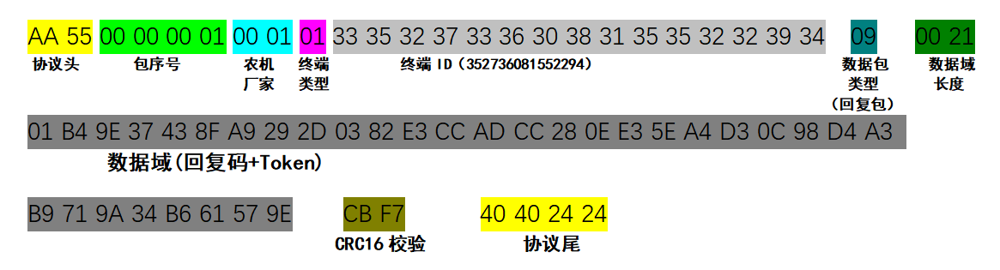 AA 55 00 00 00 01 00 01 01 33 35 32 37 33 36 30 38 31 35 35 32 32 39 34 09 00 21
协议头 包序号 农机 终端 终端 ID（352736081552294） 数据包 数据域
厂家 类型 类型 长度
（回复包）
01 B4 9E 37 43 8F A9 29 2D 03 82 E3 CC AD CC 28 0E E3 5E A4 D3 0C 98 D4 A3
数据域(回复码+Token)
B9 71 9A 34 B6 61 57 9E CB F7 40 40 24 24
CRC16 校验 协议尾